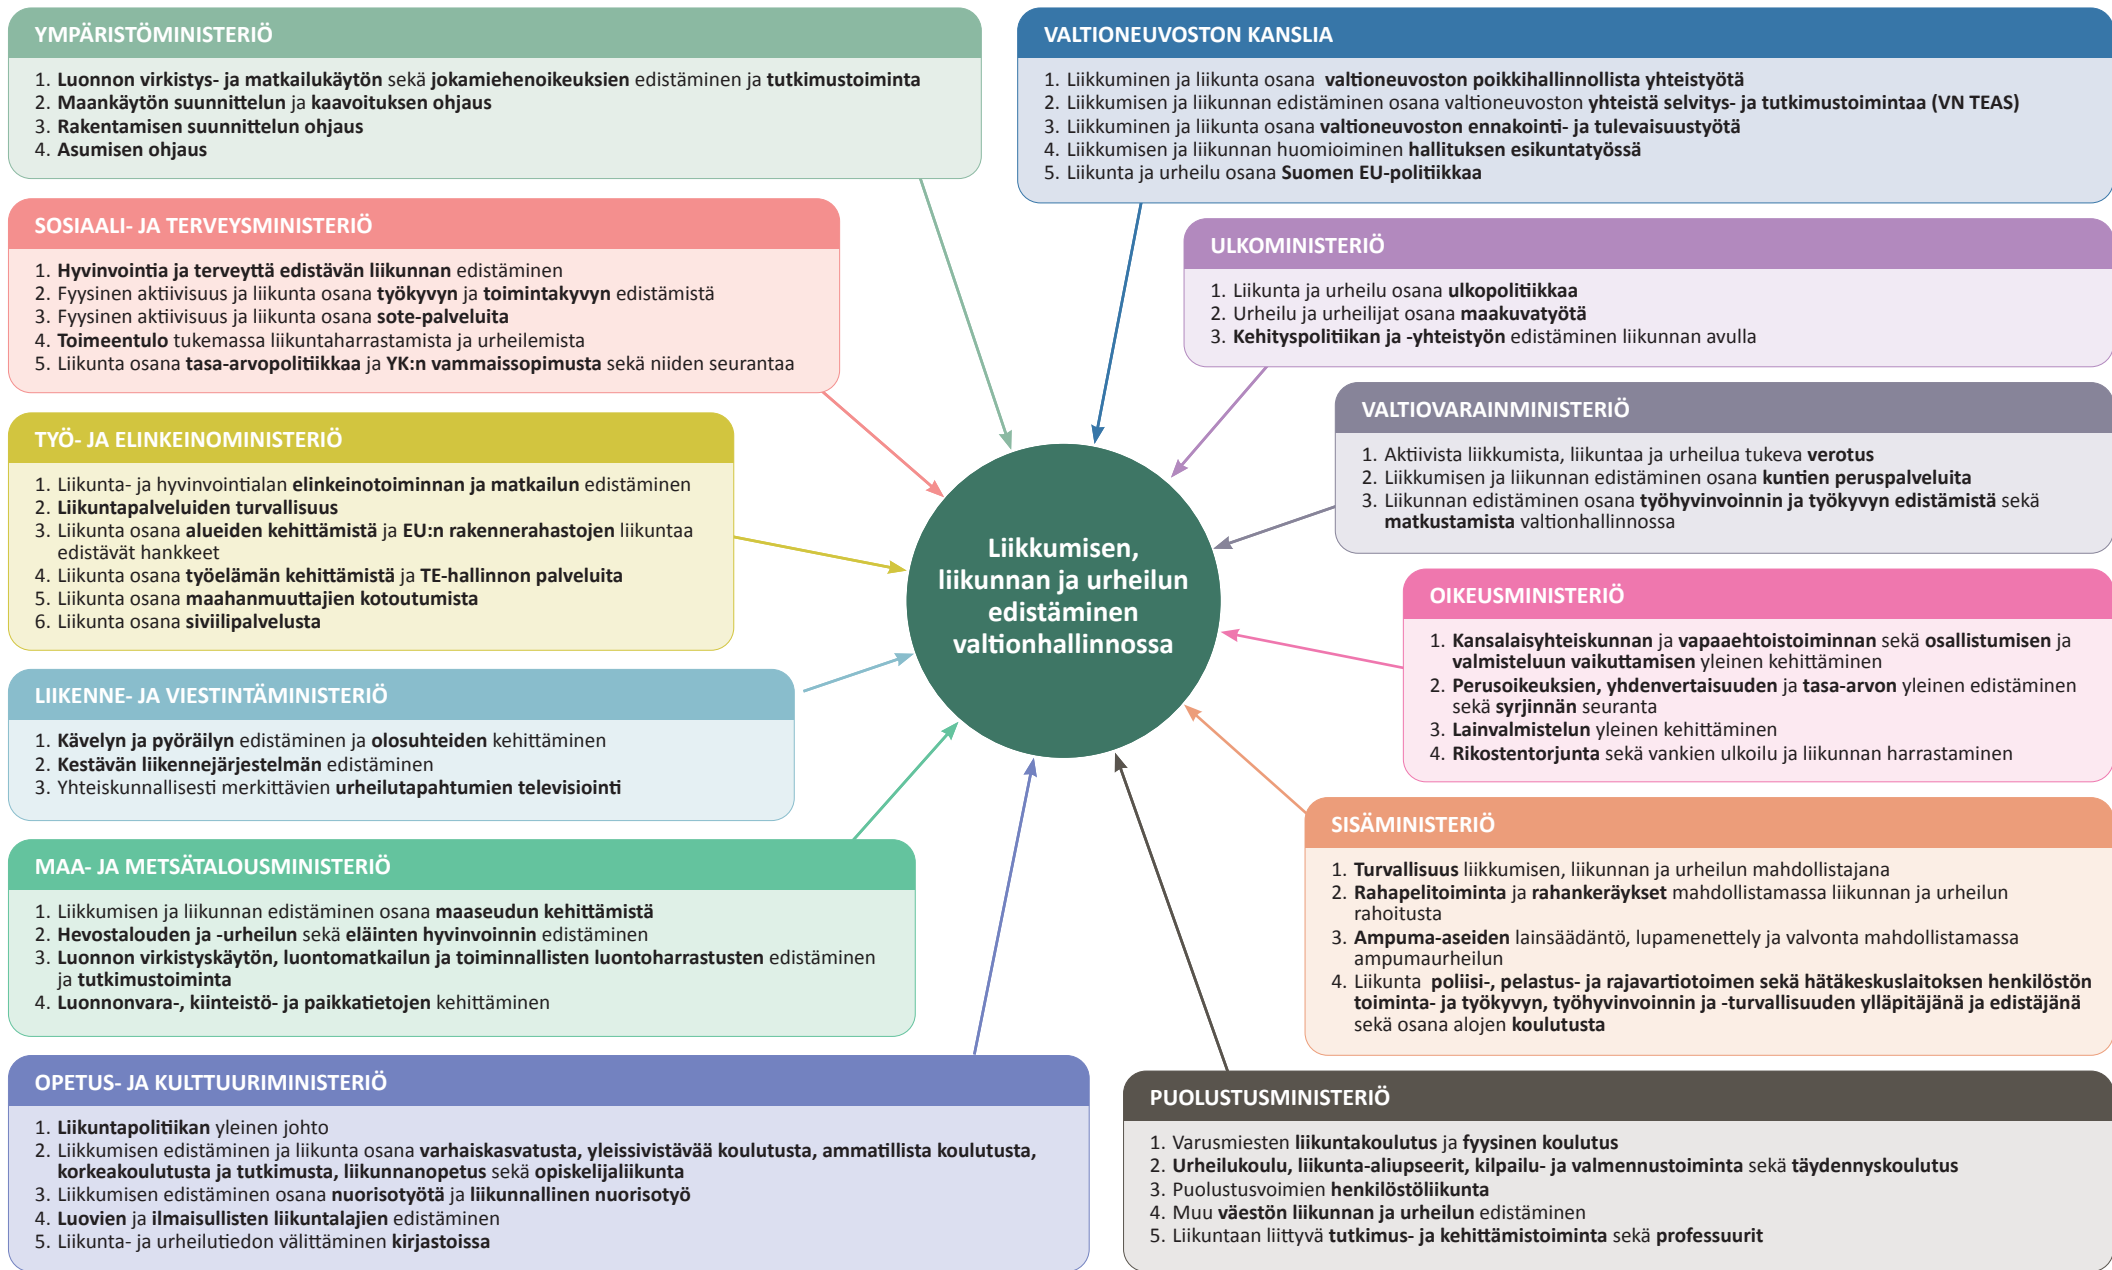 YMPÄRISTÖMINISTERIÖ
1. Luonnon virkistys- ja matkailukäytön sekä jokamiehenoikeuksien edistäminen ja tutkimustoiminta
2. Maankäytön suunnittelun ja kaavoituksen ohjaus
3. Rakentamisen suunnittelun ohjaus
4. Asumisen ohjaus
SOSIAALI- JA TERVEYSMINISTERIÖ
1. Hyvinvointia ja terveyttä edistävän liikunnan edistäminen
2. Fyysinen aktiivisuus ja liikunta osana työkyvyn ja toimintakyvyn edistämistä
3. Fyysinen aktiivisuus ja liikunta osana sote-palveluita
4. Toimeentulo tukemassa liikuntaharrastamista ja urheilemista
5. Liikunta osana tasa-arvopolitiikkaa ja YK:n vammaissopimusta sekä niiden seurantaa
TYÖ- JA ELINKEINOMINISTERIÖ
1. Liikunta- ja hyvinvointialan elinkeinotoiminnan ja matkailun edistäminen
2. Liikuntapalveluiden turvallisuus
3. Liikunta osana alueiden kehittämistä ja EU:n rakennerahastojen liikuntaa
edistävät hankkeet
4. Liikunta osana työelämän kehittämistä ja TE-hallinnon palveluita
5. Liikunta osana maahanmuuttajien kotoutumista
6. Liikunta osana siviilipalvelusta
LIIKENNE- JA VIESTINTÄMINISTERIÖ
1. Kävelyn ja pyöräilyn edistäminen ja olosuhteiden kehittäminen
2. Kestävän liikennejärjestelmän edistäminen
3. Yhteiskunnallisesti merkittävien urheilutapahtumien televisiointi
MAA- JA METSÄTALOUSMINISTERIÖ
1. Liikkumisen ja liikunnan edistäminen osana maaseudun kehittämistä
2. Hevostalouden ja -urheilun sekä eläinten hyvinvoinnin edistäminen
3. Luonnon virkistyskäytön, luontomatkailun ja toiminnallisten luontoharrastusten edistäminen
ja tutkimustoiminta
4. Luonnonvara-, kiinteistö- ja paikkatietojen kehittäminen
OPETUS- JA KULTTUURIMINISTERIÖ
1. Liikuntapolitiikan yleinen johto
2. Liikkumisen edistäminen ja liikunta osana varhaiskasvatusta, yleissivistävää koulutusta, ammatillista koulutusta,
korkeakoulutusta ja tutkimusta, liikunnanopetus sekä opiskelijaliikunta
3. Liikkumisen edistäminen osana nuorisotyötä ja liikunnallinen nuorisotyö
4. Luovien ja ilmaisullisten liikuntalajien edistäminen
5. Liikunta- ja urheilutiedon välittäminen kirjastoissa
Liikkumisen,
liikunnan ja urheilun
edistäminen
valtionhallinnossa
VALTIONEUVOSTON KANSLIA
1. Liikkuminen ja liikunta osana valtioneuvoston poikkihallinnollista yhteistyötä
2. Liikkumisen ja liikunnan edistäminen osana valtioneuvoston yhteistä selvitys- ja tutkimustoimintaa (VN TEAS)
3. Liikkuminen ja liikunta osana valtioneuvoston ennakointi- ja tulevaisuustyötä
4. Liikkumisen ja liikunnan huomioiminen hallituksen esikuntatyössä
5. Liikunta ja urheilu osana Suomen EU-politiikkaa
ULKOMINISTERIÖ
1. Liikunta ja urheilu osana ulkopolitiikkaa
2. Urheilu ja urheilijat osana maakuvatyötä
3. Kehityspolitiikan ja -yhteistyön edistäminen liikunnan avulla
VALTIOVARAINMINISTERIÖ
1. Aktiivista liikkumista, liikuntaa ja urheilua tukeva verotus
2. Liikkumisen ja liikunnan edistäminen osana kuntien peruspalveluita
3. Liikunnan edistäminen osana työhyvinvoinnin ja työkyvyn edistämistä sekä
matkustamista valtionhallinnossa
OIKEUSMINISTERIÖ
1. Kansalaisyhteiskunnan ja vapaaehtoistoiminnan sekä osallistumisen ja
valmisteluun vaikuttamisen yleinen kehittäminen
2. Perusoikeuksien, yhdenvertaisuuden ja tasa-arvon yleinen edistäminen
sekä syrjinnän seuranta
3. Lainvalmistelun yleinen kehittäminen
4. Rikostentorjunta sekä vankien ulkoilu ja liikunnan harrastaminen
SISÄMINISTERIÖ
1. Turvallisuus liikkumisen, liikunnan ja urheilun mahdollistajana
2. Rahapelitoiminta ja rahankeräykset mahdollistamassa liikunnan ja urheilun
rahoitusta
3. Ampuma-aseiden lainsäädäntö, lupamenettely ja valvonta mahdollistamassa
ampumaurheilun
4. Liikunta poliisi-, pelastus- ja rajavartiotoimen sekä hätäkeskuslaitoksen henkilöstön
toiminta- ja työkyvyn, työhyvinvoinnin ja -turvallisuuden ylläpitäjänä ja edistäjänä
sekä osana alojen koulutusta
PUOLUSTUSMINISTERIÖ
1. Varusmiesten liikuntakoulutus ja fyysinen koulutus
2. Urheilukoulu, liikunta-aliupseerit, kilpailu- ja valmennustoiminta sekä täydennyskoulutus
3. Puolustusvoimien henkilöstöliikunta
4. Muu väestön liikunnan ja urheilun edistäminen
5. Liikuntaan liittyvä tutkimus- ja kehittämistoiminta sekä professuurit